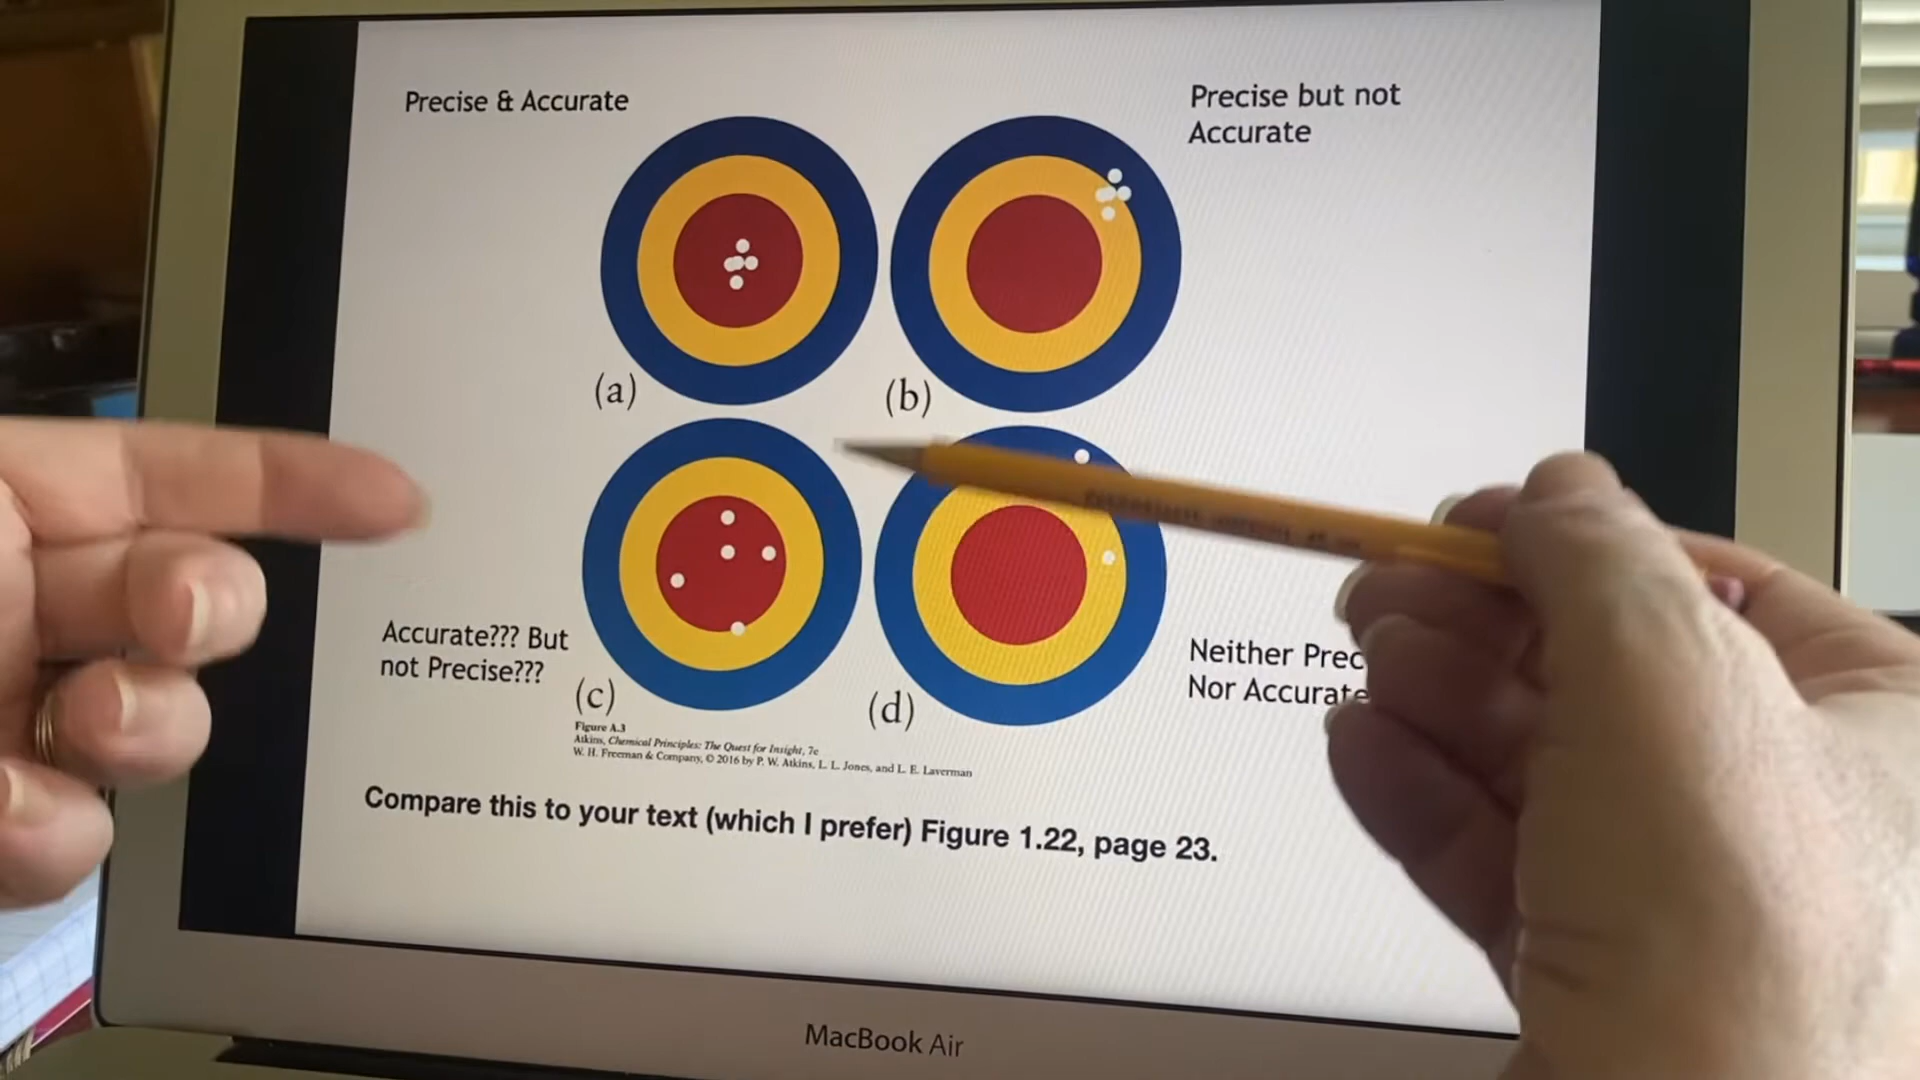 Precise & Accurate
Precise but not
Accurate
(a)
(b)
Accurate??? But
not Precise???
Neither Prec
Nor Accurate
(c)
(d)
Figure A.3
Atkins, Chemical Principles: The Quest for Insight, 7e
W. H. Freeman & Company, © 2016 by P. W. Atkins, L. L. Jones, and L. E. Laverman
Compare this to your text (which I prefer) Figure 1.22, page 23.
MacBook Air